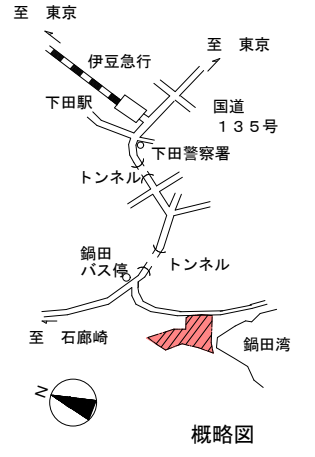 至　東京
至　東京
伊豆急行
下田駅
国道
１３５号
下田警察署
トンネル
鍋田
バス停
トンネル
至　石廊崎
鍋田湾
N
概略図